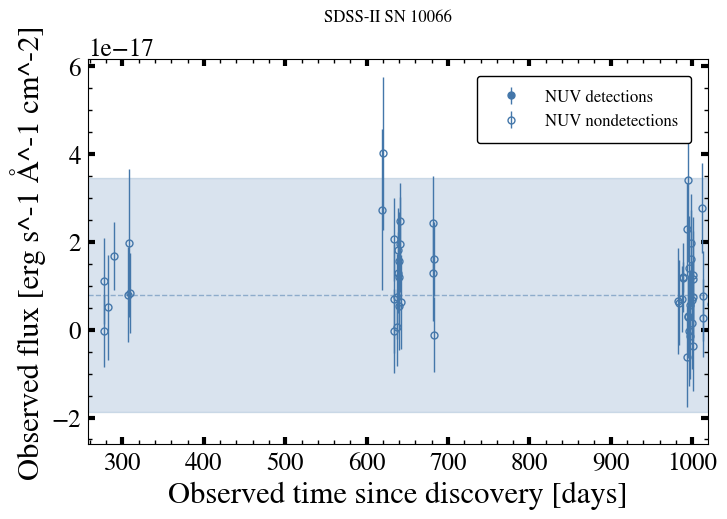 SDSS-II SN 10066
1e−17
6
4
2
0
−2
NUV detections
NUV nondetections
Observed flux [erg s^-1 Å^-1 cm^-2]
300 400 500 600 700 800 900 1000
Observed time since discovery [days]